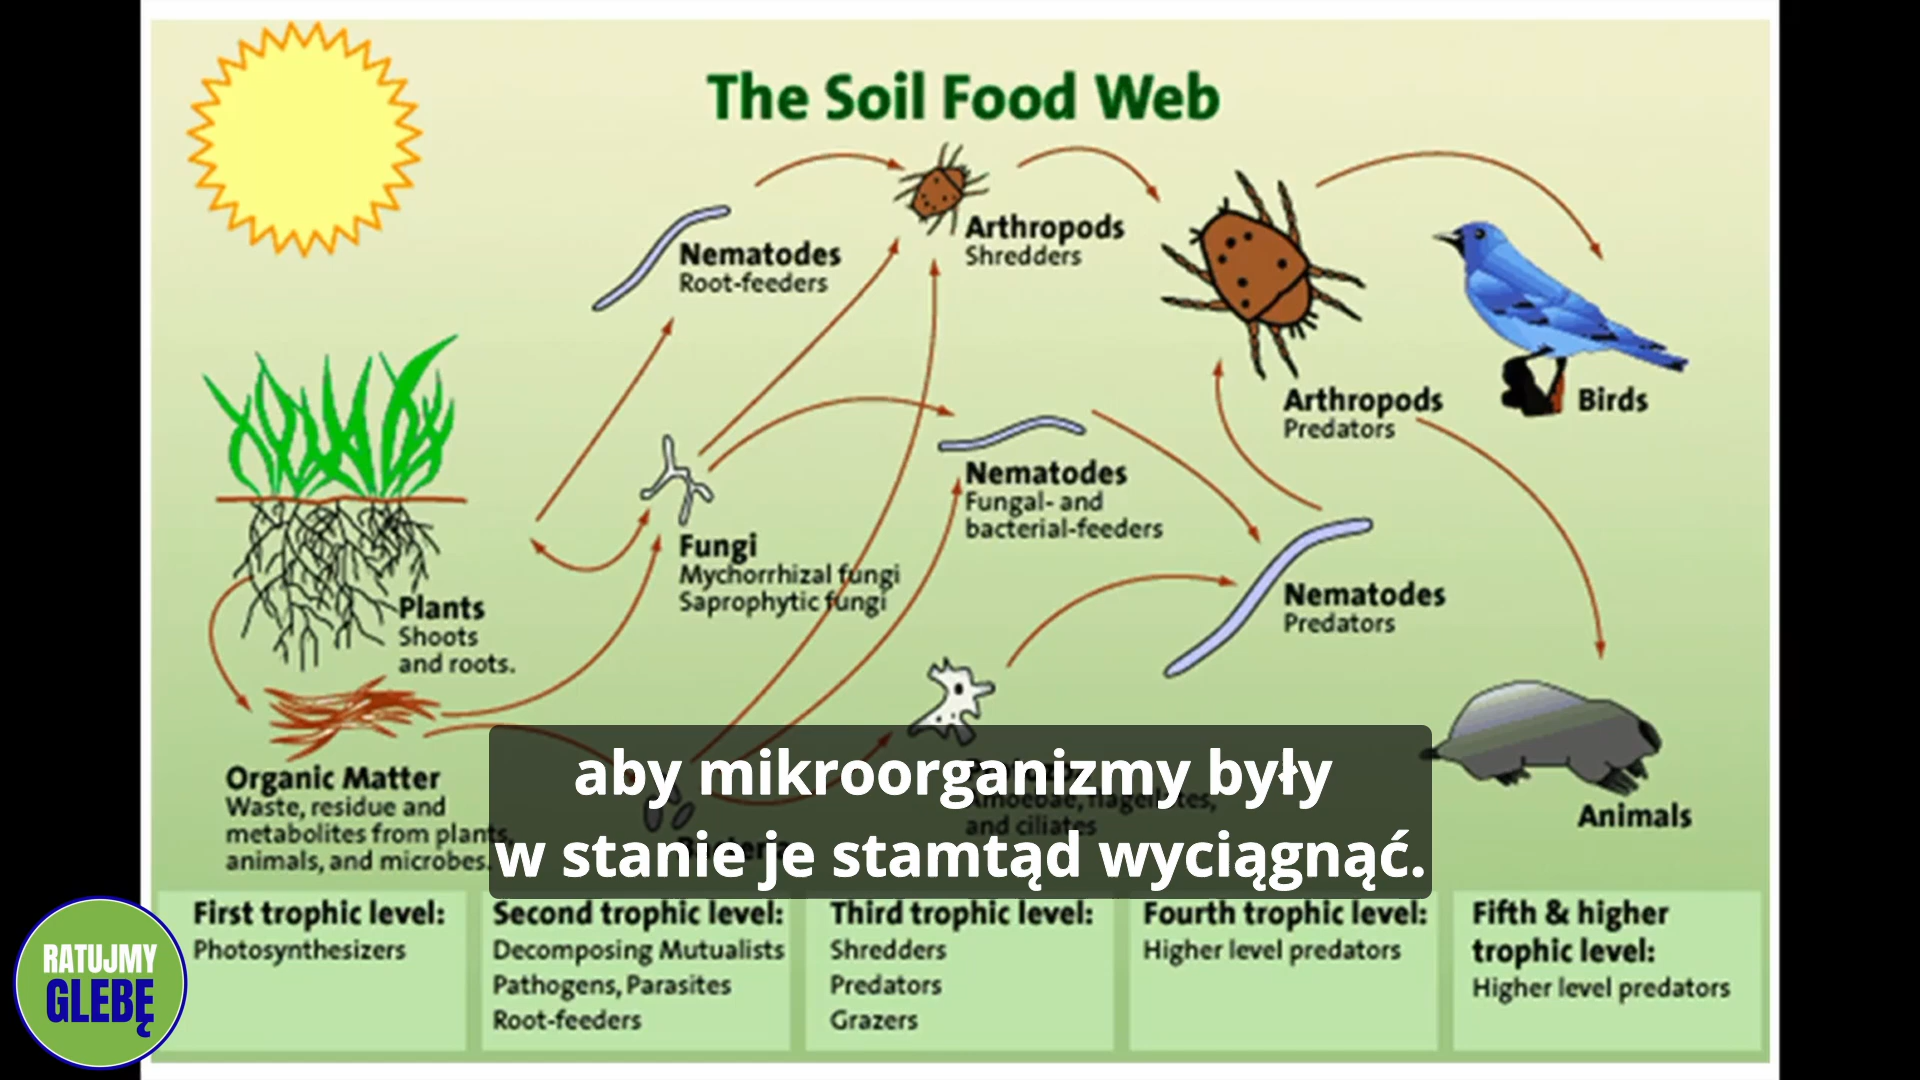 The Soil Food Web
Arthropods
Shredders
Nematodes
Root-feeders
Arthropods
Predators
Birds
Nematodes
Fungal- and
bacterial-feeders
Fungi
Mychorrhizal fungi
Saprophytic fungi
Nematodes
Predators
Plants
Shoots
and roots.
Organic Matter
Waste, residue and
metabolites from plants,
animals, and microbes.
Amoebae, flagellates,
and ciliates
Animals
aby mikroorganizmy były
w stanie je stamtąd wyciągnąć.
First trophic level:
Photosynthesizers
Second trophic level:
Decomposing Mutualists
Pathogens, Parasites
Root-feeders
Third trophic level:
Shredders
Predators
Grazers
Fourth trophic level:
Higher level predators
Fifth & higher
trophic level:
Higher level predators
RATUJMY
GLEBĘ